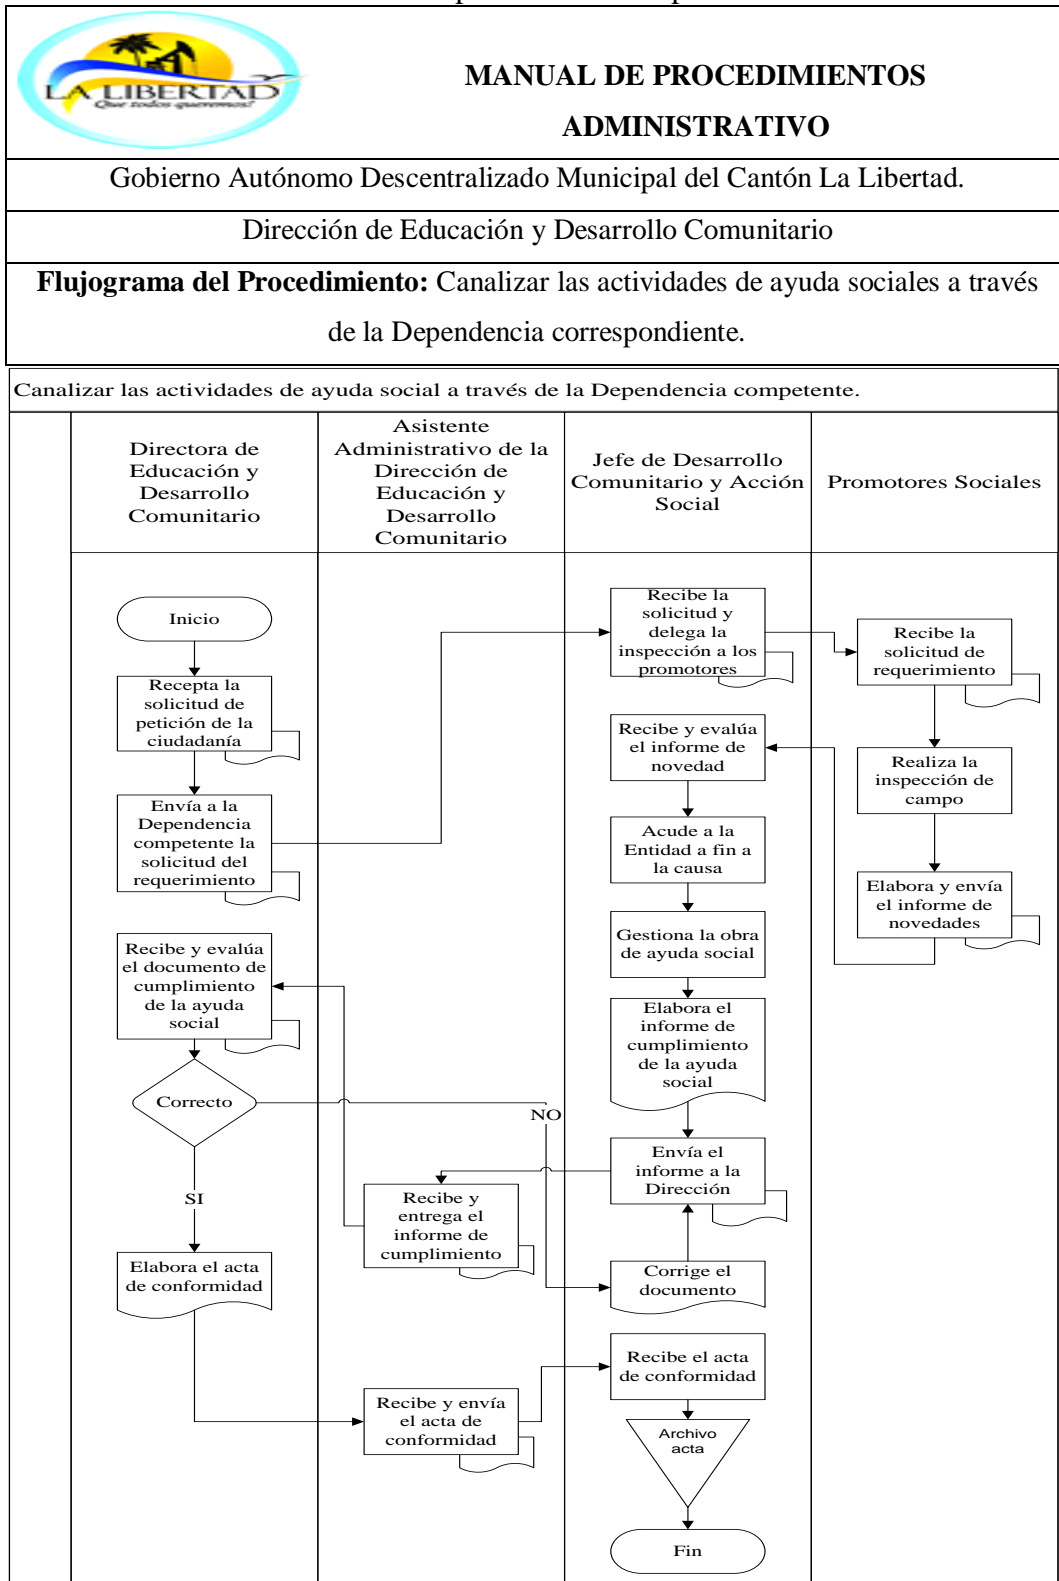 LA LIBERTAD
Que todos queremos!
MANUAL DE PROCEDIMIENTOS
ADMINISTRATIVO
Gobierno Autónomo Descentralizado Municipal del Cantón La Libertad.
Dirección de Educación y Desarrollo Comunitario
Flujograma del Procedimiento: Canalizar las actividades de ayuda sociales a través
de la Dependencia correspondiente.
Canalizar las actividades de ayuda social a través de la Dependencia competente.
Directora de
Educación y
Desarrollo
Comunitario
Asistente
Administrativo de la
Dirección de
Educación y
Desarrollo
Comunitario
Jefe de Desarrollo
Comunitario y Acción
Social
Promotores Sociales
Inicio
Recepta la
solicitud de
petición de la
ciudadanía
Envía a la
Dependencia
competente la
solicitud del
requerimiento
Recibe la
solicitud y
delega la
inspección a los
promotores
Recibe la
solicitud de
requerimiento
Realiza la
inspección de
campo
Elabora y envía
el informe de
novedades
Recibe y evalúa
el informe de
novedad
Acude a la
Entidad a fin a
la causa
Gestiona la obra
de ayuda social
Elabora el
informe de
cumplimiento
de la ayuda
social
Envía el
informe a la
Dirección
Recibe y
entrega el
informe de
cumplimiento
Recibe y evalúa
el documento de
cumplimiento
de la ayuda
social
Correcto
NO
Corrige el
documento
SI
Elabora el acta
de conformidad
Recibe y envía
el acta de
conformidad
Recibe el acta
de conformidad
Archivo
acta
Fin